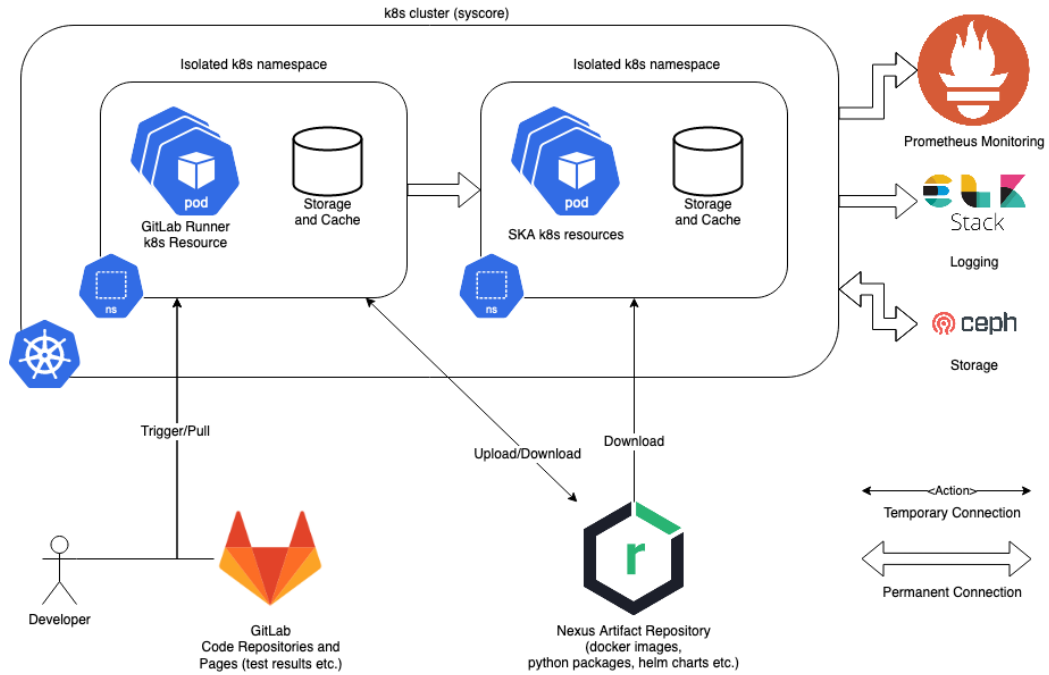 k8s cluster (syscore)
Isolated k8s namespace
Isolated k8s namespace
pod
GitLab Runner
k8s Resource
Storage
and Cache
ns
pod
SKA k8s resources
Storage
and Cache
ns
Prometheus Monitoring
ELK
Stack
Logging
ceph
Storage
Trigger/Pull
Upload/Download
Download
<Action>
Temporary Connection
Permanent Connection
Developer
GitLab
Code Repositories and
Pages (test results etc.)
r
Nexus Artifact Repository
(docker images,
python packages, helm charts etc.)